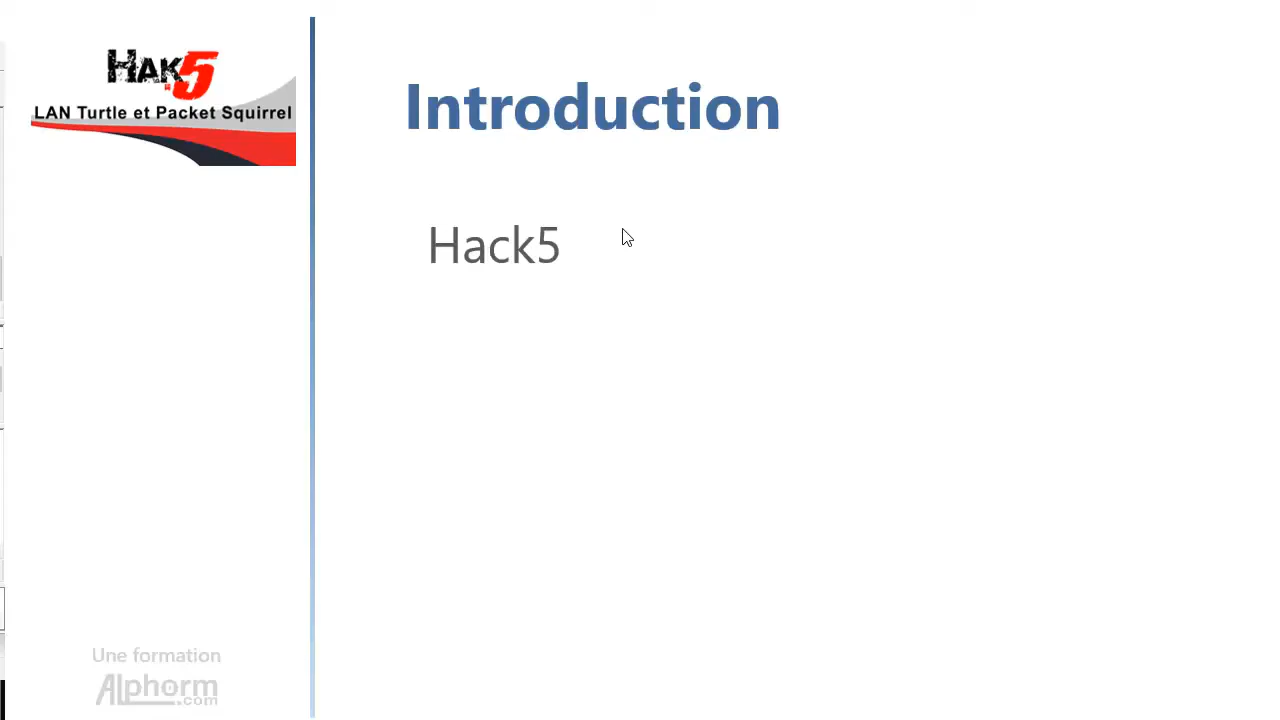 HAK5
LAN Turtle et Packet Squirrel
Introduction
Hack5
Une formation
Alphorm
.com